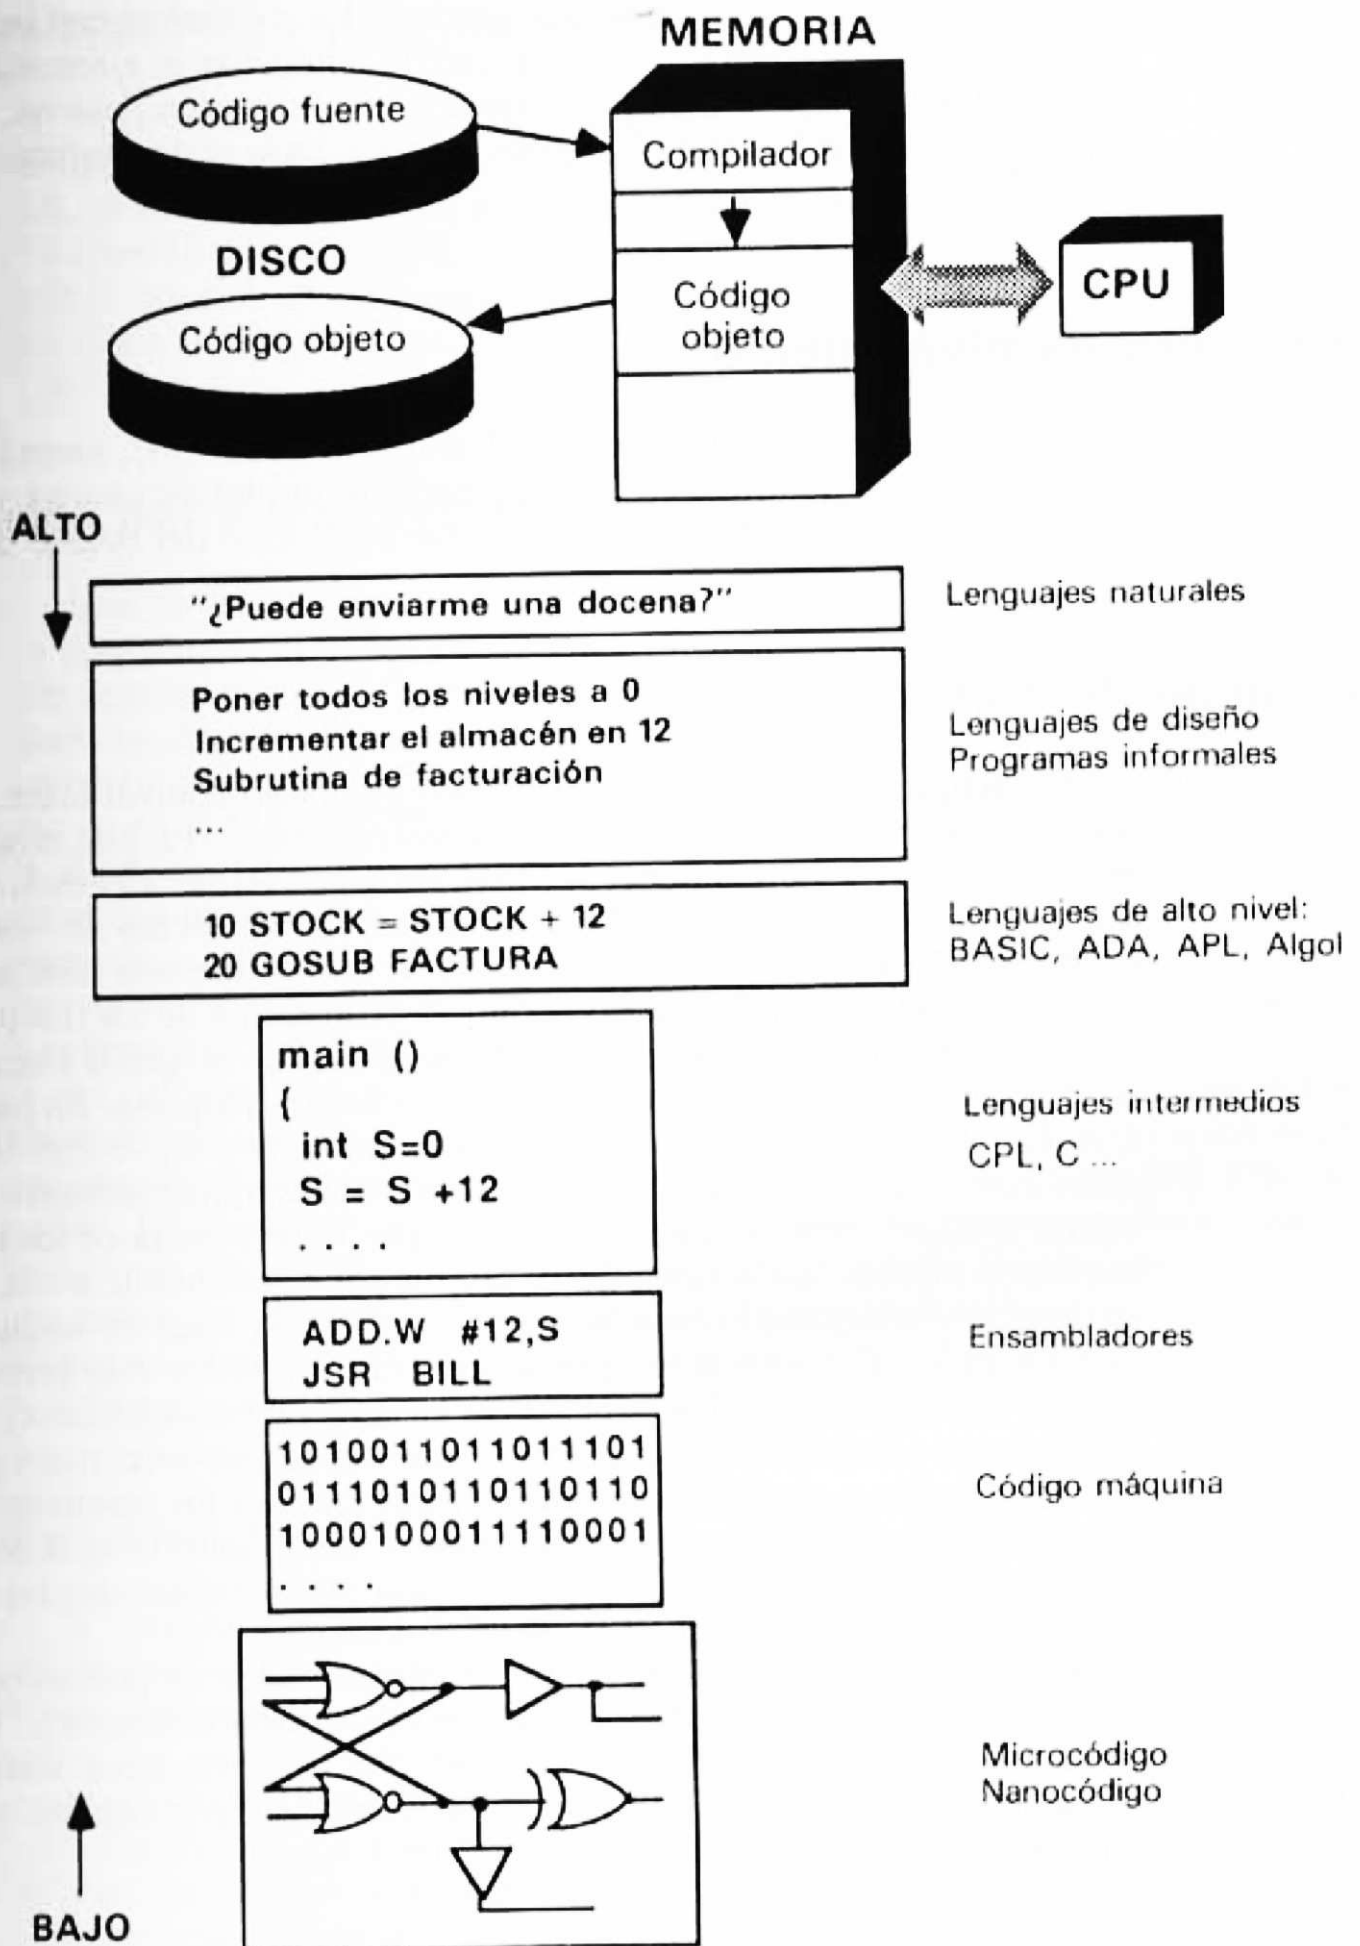 MEMORIA
Código fuente
Compilador
DISCO
CPU
Código
objeto
Código objeto
ALTO
"¿Puede enviarme una docena?"
Lenguajes naturales
Poner todos los niveles a 0
Incrementar el almacén en 12
Subrutina de facturación
...
Lenguajes de diseño
Programas informales
10 STOCK = STOCK + 12
20 GOSUB FACTURA
Lenguajes de alto nivel:
BASIC, ADA, APL, Algol
main ()
{
int S=0
S = S +12
. . . .
Lenguajes intermedios
CPL, C ...
ADD.W #12,S
JSR BILL
Ensambladores
1010011011011101
0111010110110110
1000100011110001
. . . .
Código máquina
Microcódigo
Nanocódigo
BAJO